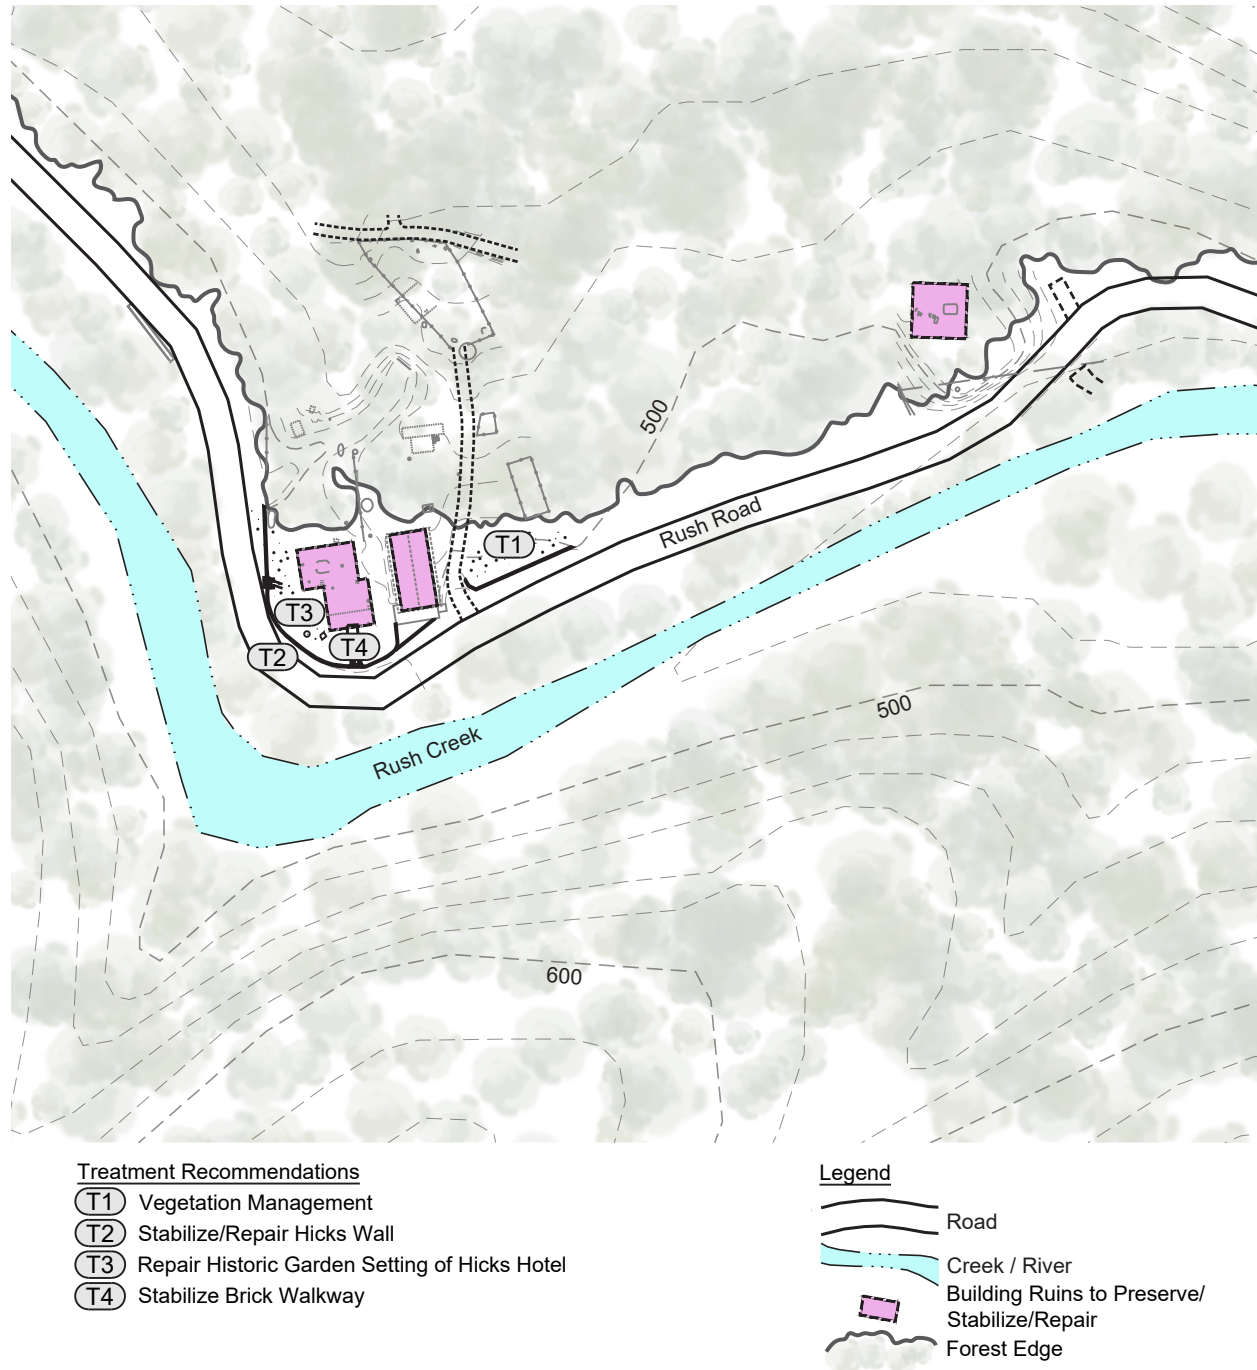 500
Rush Road
T1
T3
T4
T2
500
Rush Creek
600
Treatment Recommendations
T1 Vegetation Management
T2 Stabilize/Repair Hicks Wall
T3 Repair Historic Garden Setting of Hicks Hotel
T4 Stabilize Brick Walkway
Legend
Road
Creek / River
Building Ruins to Preserve/
Stabilize/Repair
Forest Edge